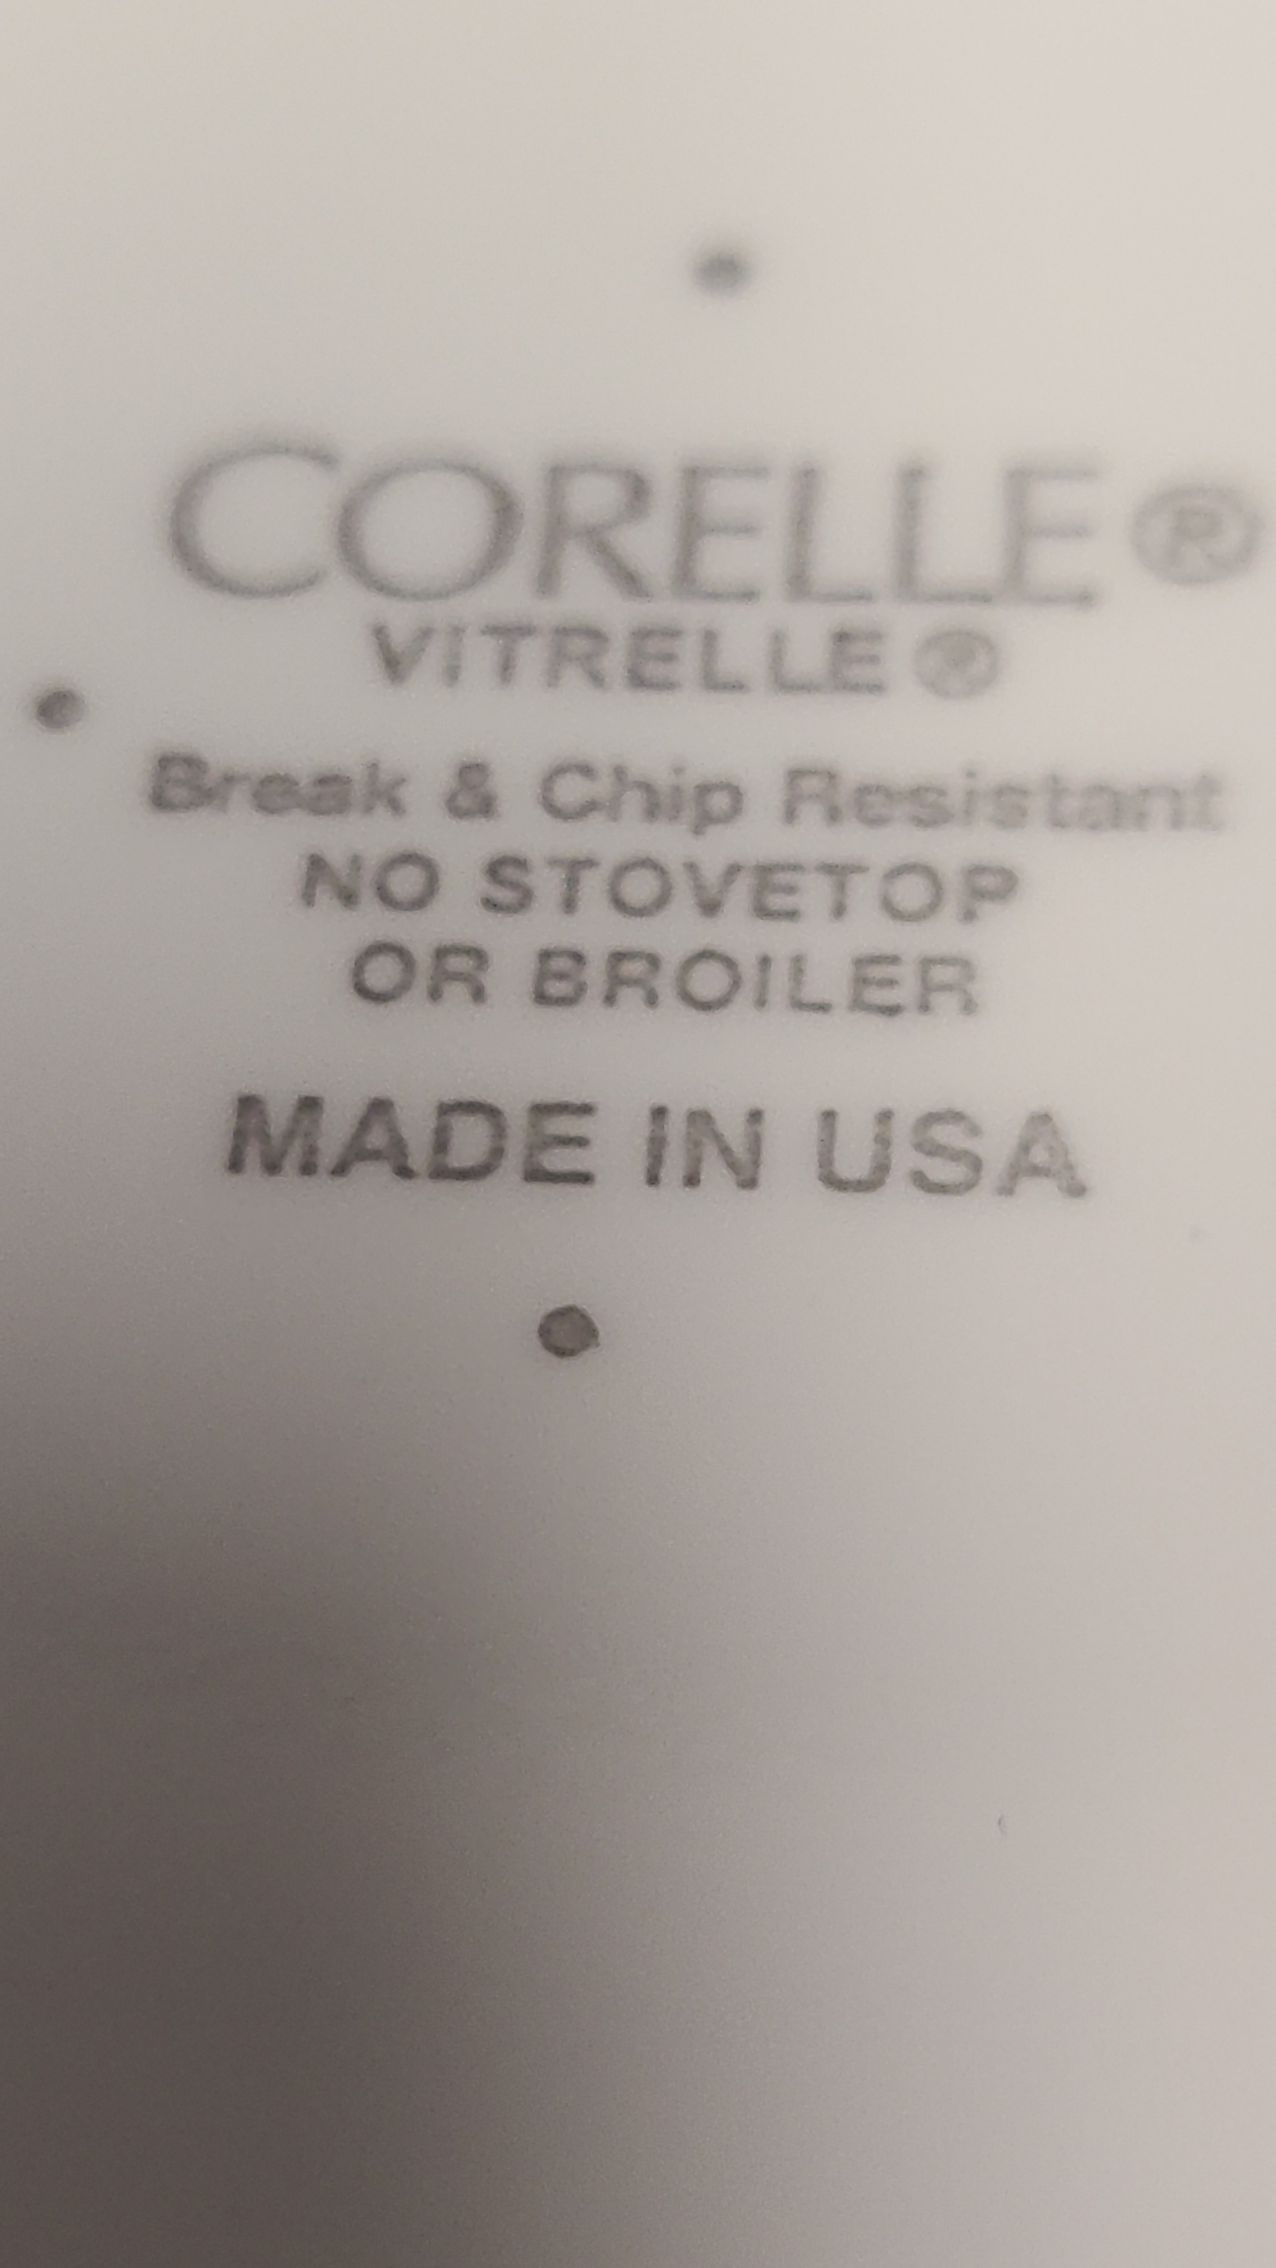 CORELLE®
VITRELLE®
Break & Chip Resistant
NO STOVETOP
OR BROILER
MADE IN USA